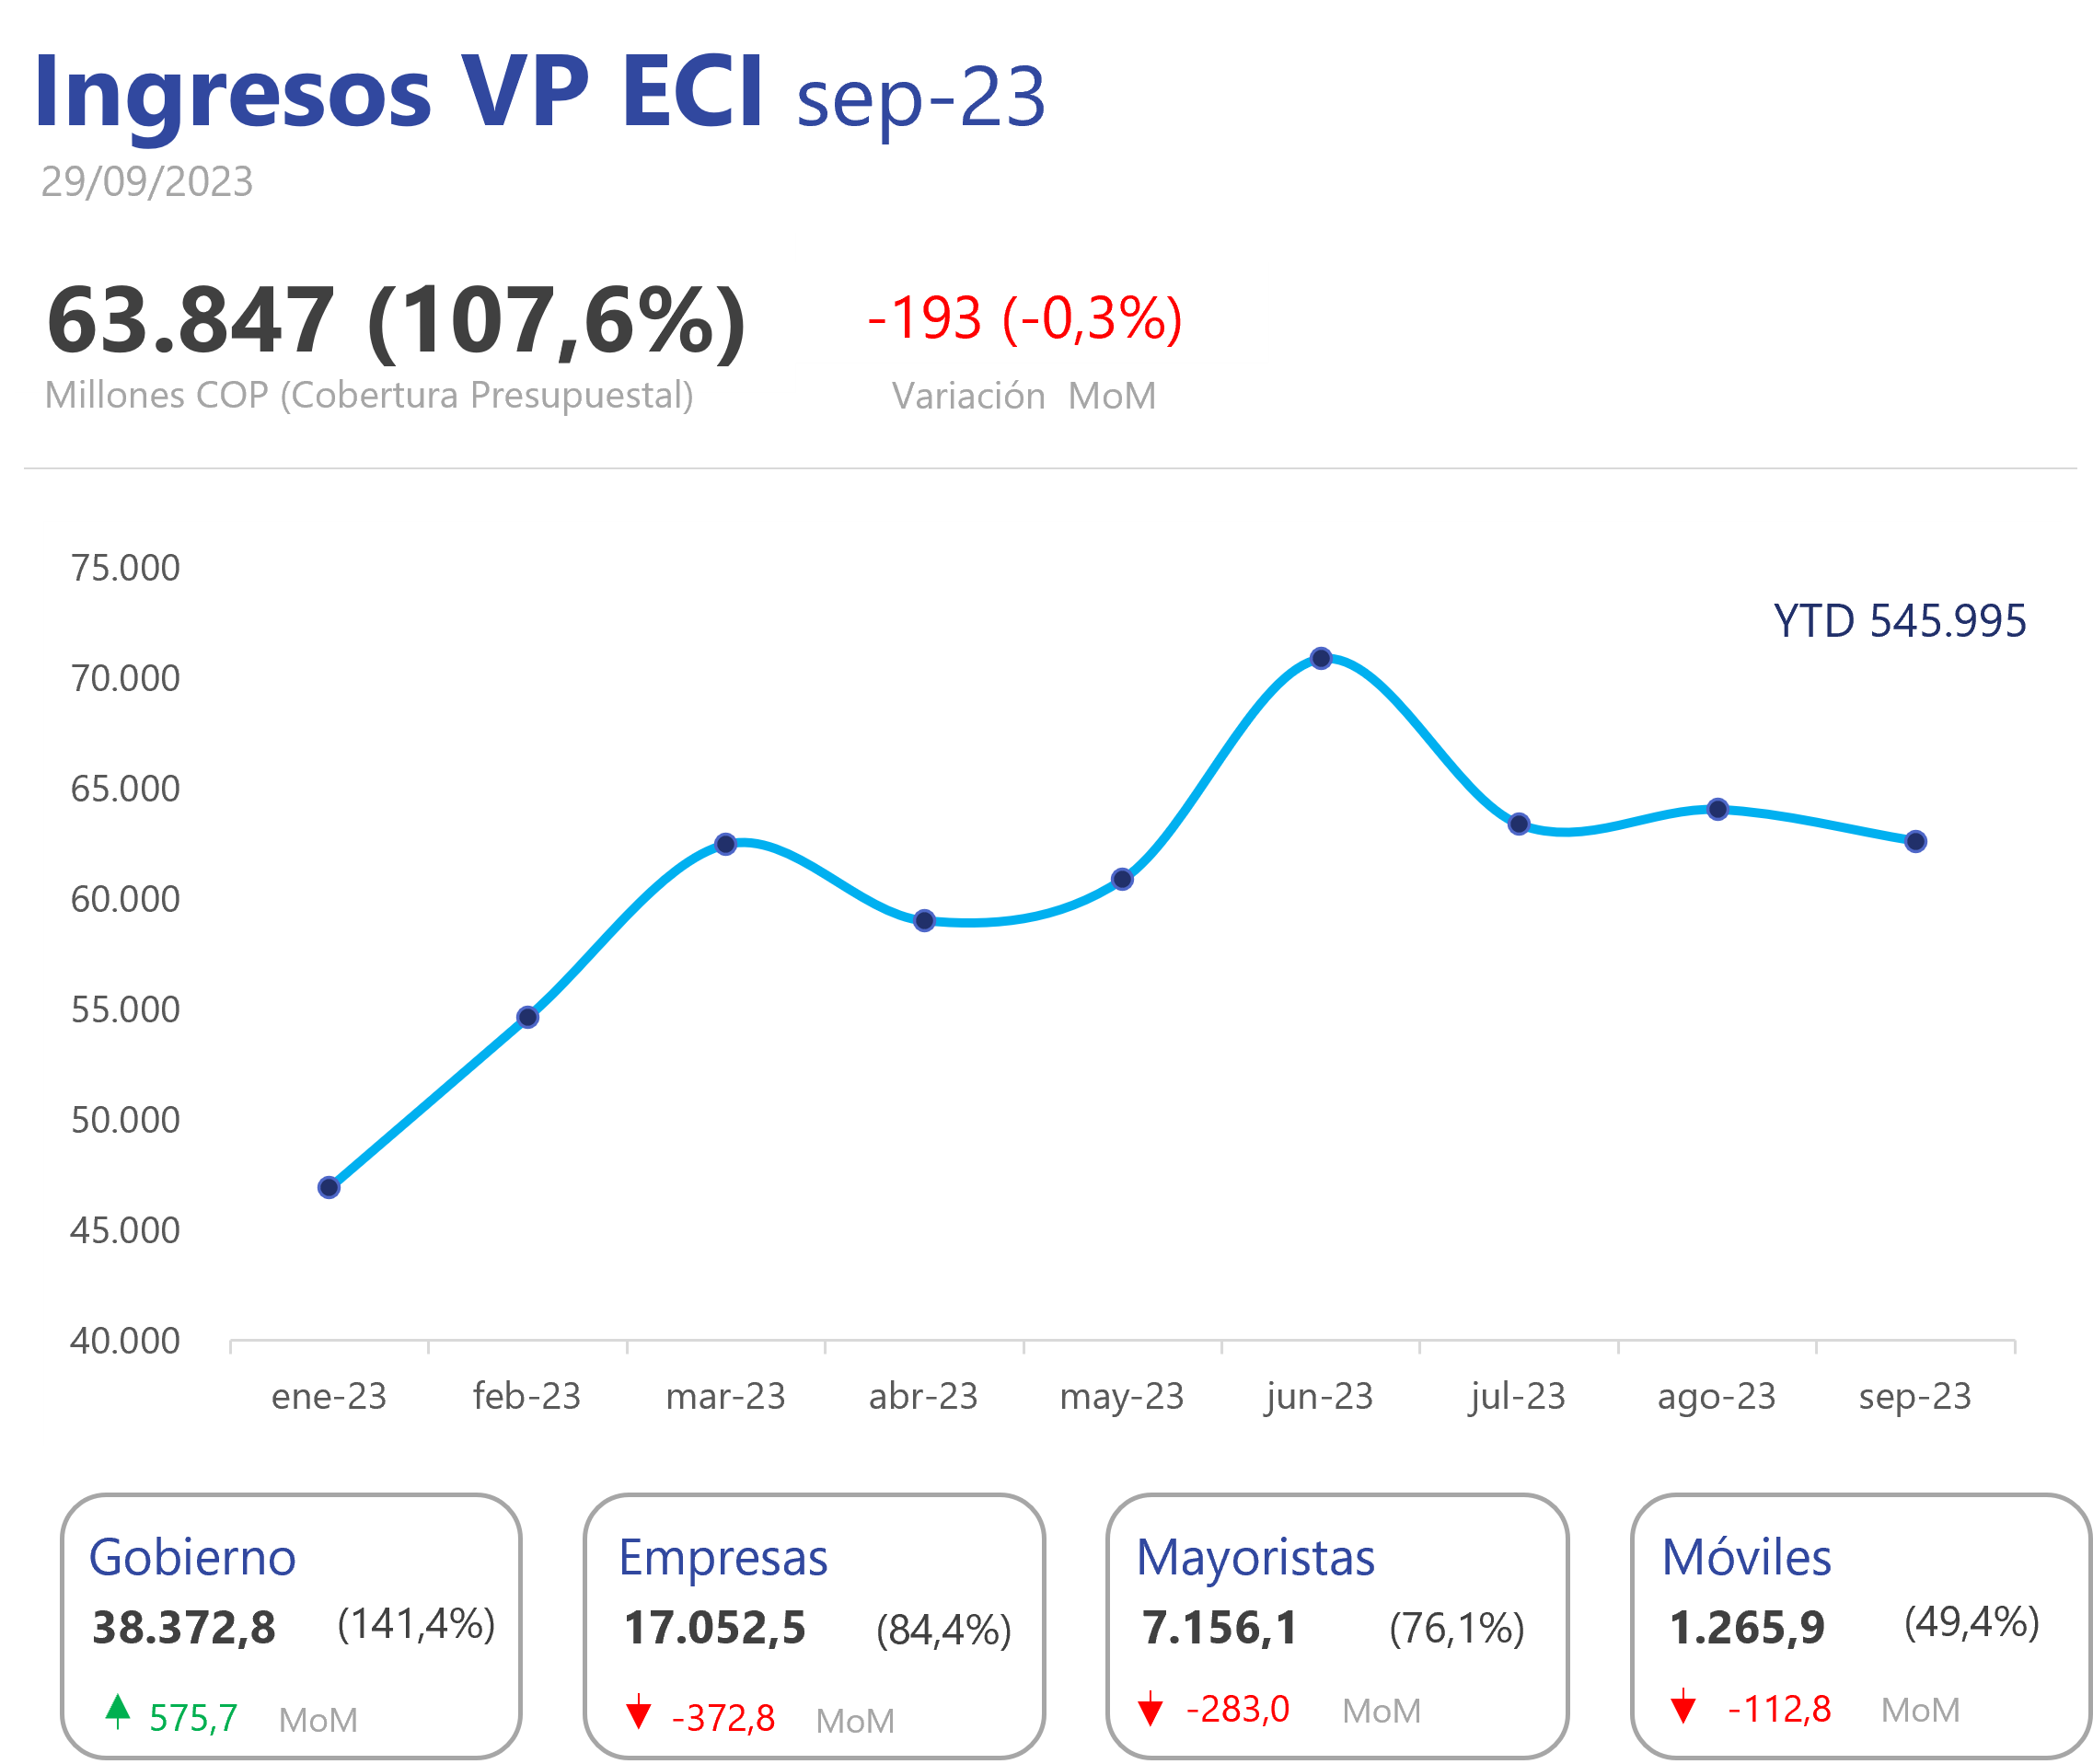 Ingresos VP ECI sep-23
29/09/2023
63.847 (107,6%) -193 (-0,3%)
Millones COP (Cobertura Presupuestal) Variación MoM
75.000
YTD 545.995
70.000
65.000
60.000
55.000
50.000
45.000
40.000
ene-23 feb-23 mar-23 abr-23 may-23 jun-23 jul-23 ago-23 sep-23
Gobierno
38.372,8 (141,4%)
575,7 MoM
Empresas
17.052,5 (84,4%)
-372,8 MoM
Mayoristas
7.156,1 (76,1%)
-283,0 MoM
Móviles
1.265,9 (49,4%)
-112,8 MoM